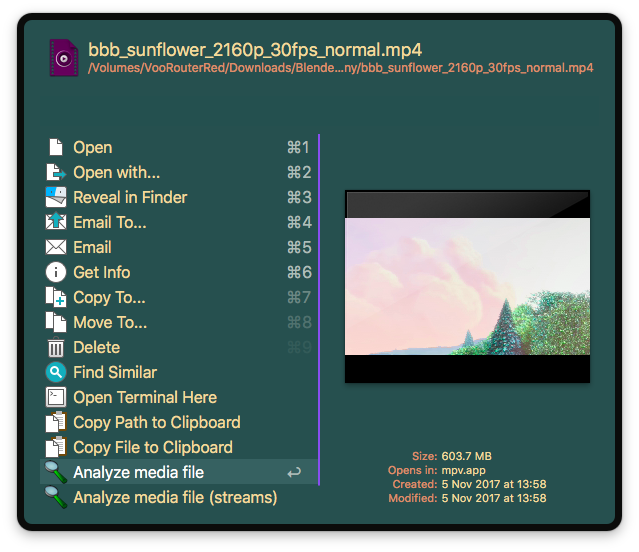 bbb_sunflower_2160p_30fps_normal.mp4
/Volumes/VooRouterRed/Downloads/Blende...ny/bbb_sunflower_2160p_30fps_normal.mp4
Open ⌘1
Open with... ⌘2
Reveal in Finder ⌘3
Email To... ⌘4
Email ⌘5
Get Info ⌘6
Copy To... ⌘7
Move To... ⌘8
Delete ⌘9
Find Similar
Open Terminal Here
Copy Path to Clipboard
Copy File to Clipboard
Analyze media file ↩
Analyze media file (streams)
Size: 603.7 MB
Opens in: mpv.app
Created: 5 Nov 2017 at 13:58
Modified: 5 Nov 2017 at 13:58